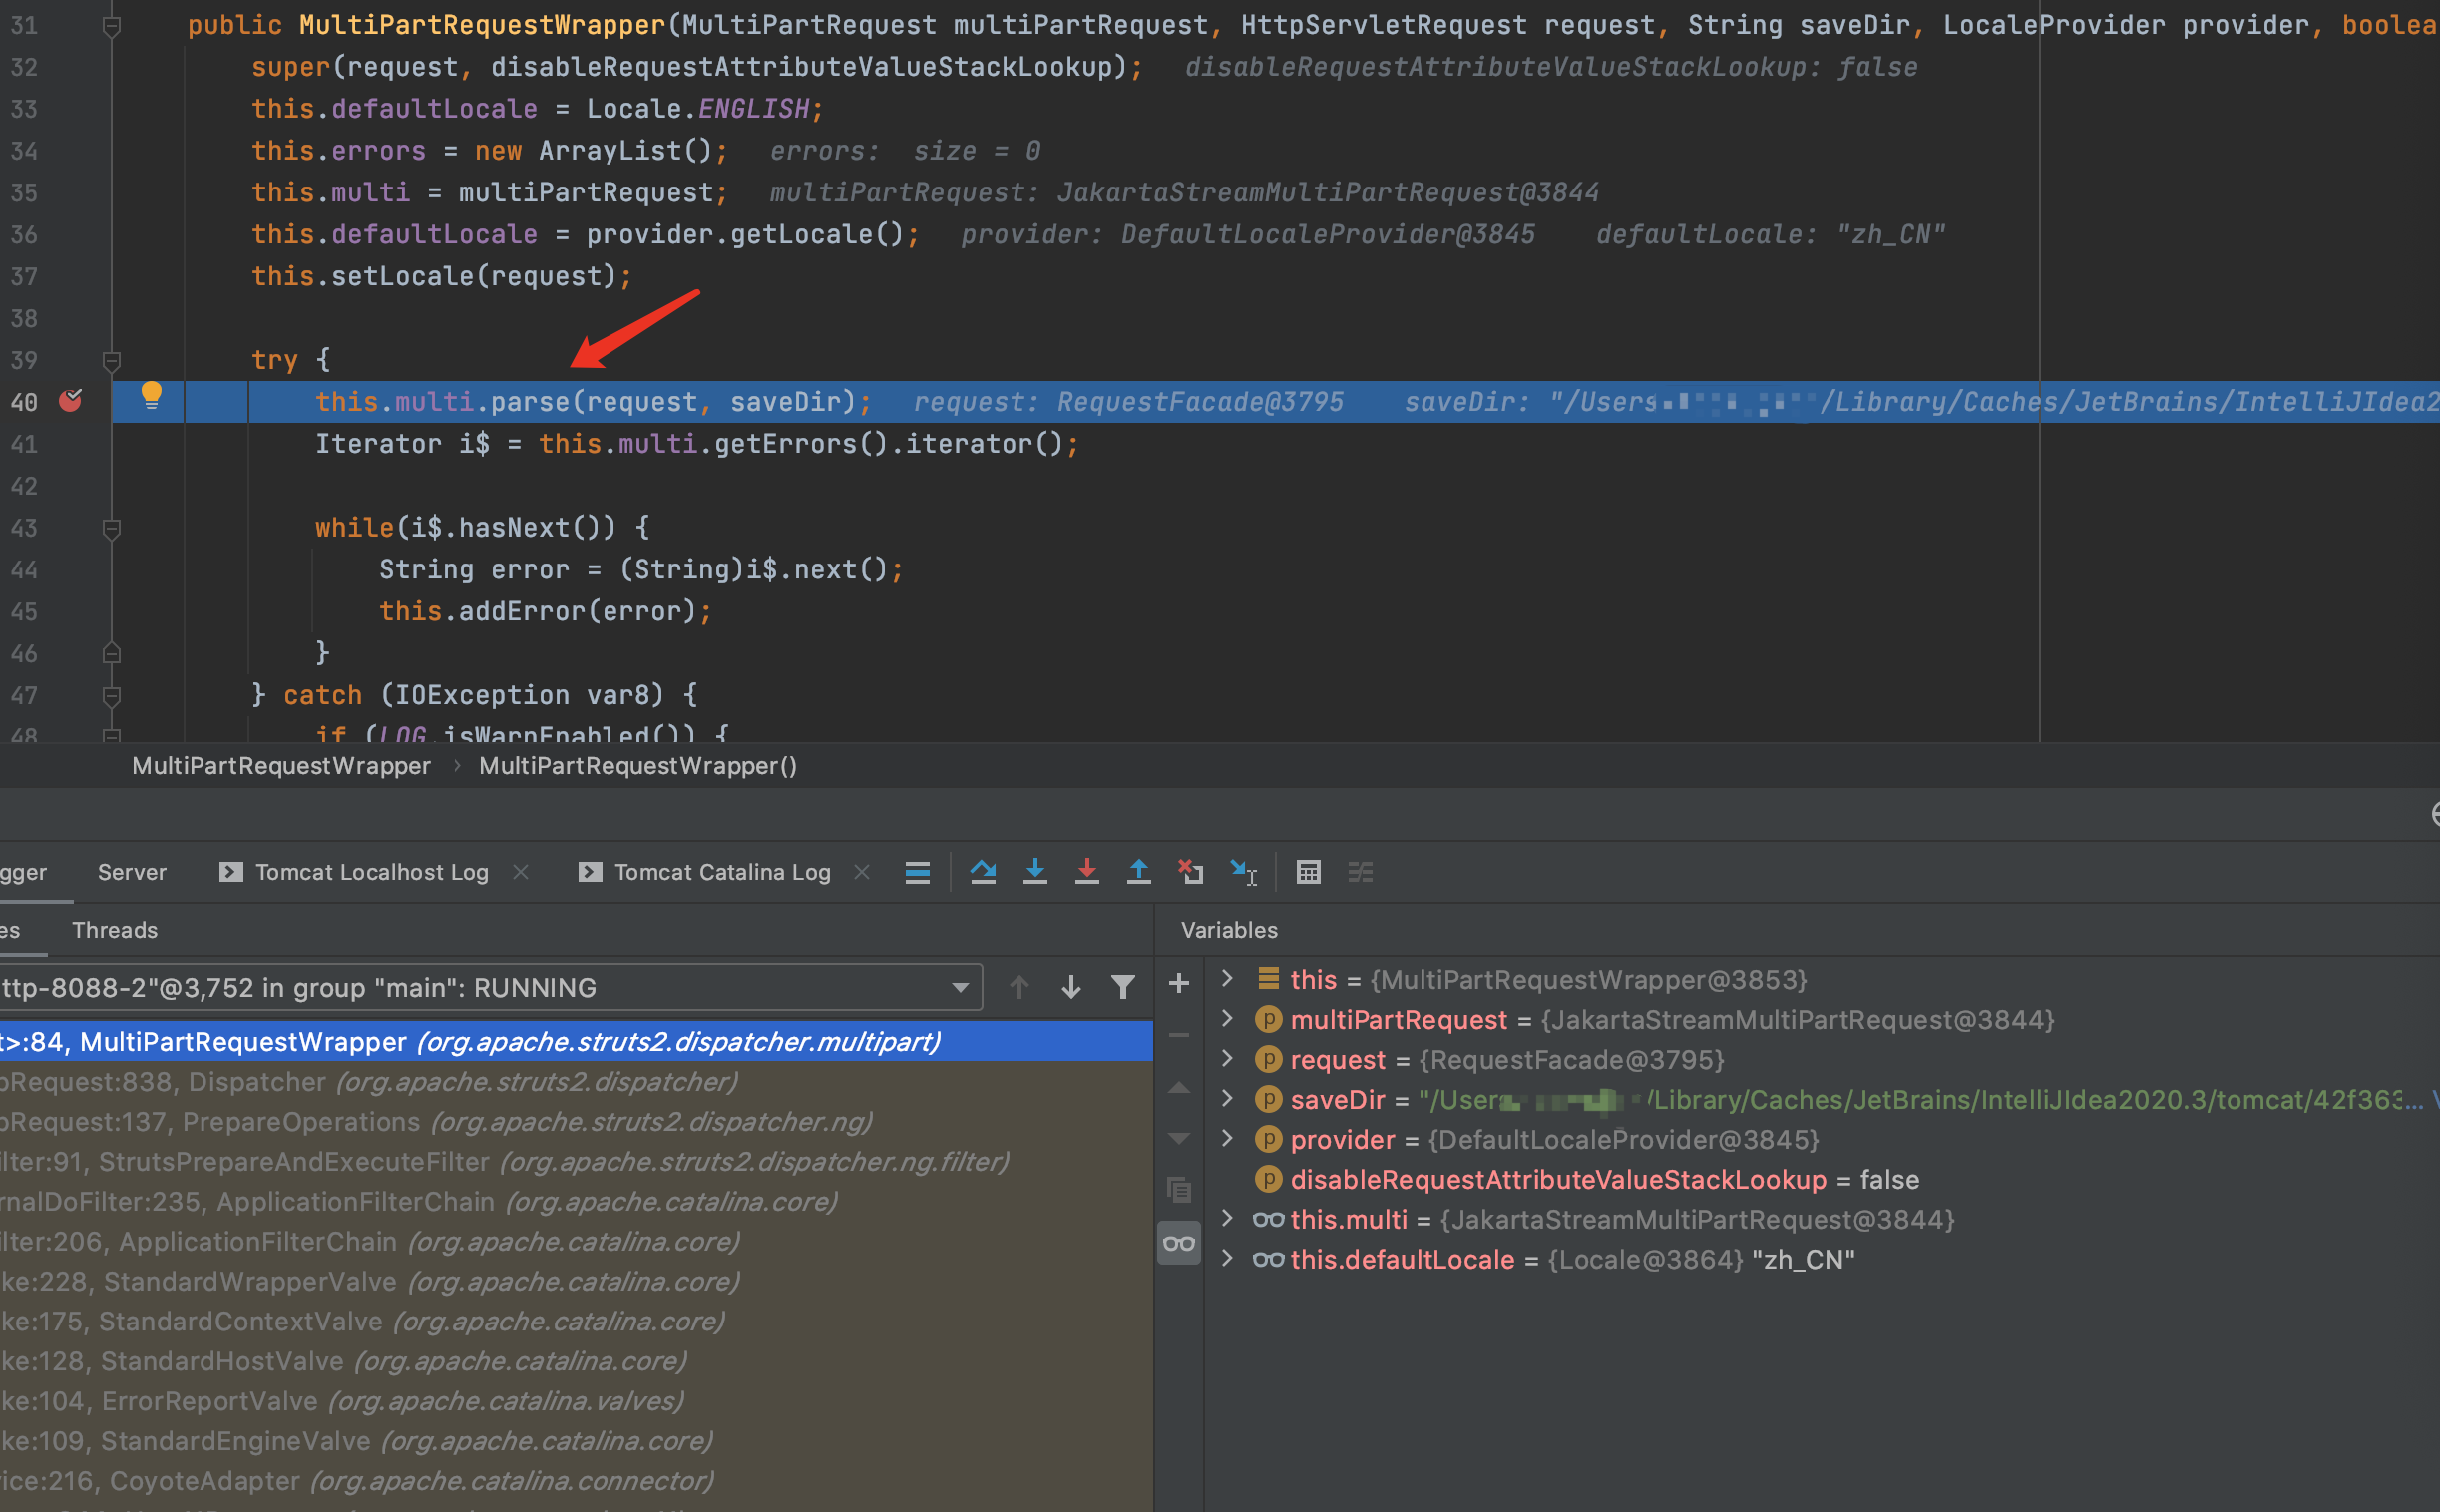 31 public MultiPartRequestWrapper(MultiPartRequest multiPartRequest, HttpServletRequest request, String saveDir, LocaleProvider provider, boolea
32 super(request, disableRequestAttributeValueStackLookup); disableRequestAttributeValueStackLookup: false
33 this.defaultLocale = Locale.ENGLISH;
34 this.errors = new ArrayList(); errors: size = 0
35 this.multi = multiPartRequest; multiPartRequest: JakartaStreamMultiPartRequest@3844
36 this.defaultLocale = provider.getLocale(); provider: DefaultLocaleProvider@3845 defaultLocale: "zh_CN"
37 this.setLocale(request);
38
39 try {
40 this.multi.parse(request, saveDir); request: RequestFacade@3795 saveDir: "/Users /Library/Caches/JetBrains/IntelliJIdea2
41 Iterator i$ = this.multi.getErrors().iterator();
42
43 while(i$.hasNext()) {
44 String error = (String)i$.next();
45 this.addError(error);
46 }
47 } catch (IOException var8) {
48 if (LOG.isWarnEnabled()) {
MultiPartRequestWrapper › MultiPartRequestWrapper()
gger Server Tomcat Localhost Log Tomcat Catalina Log
es Threads
ttp-8088-2"@3,752 in group "main": RUNNING
t>:84, MultiPartRequestWrapper (org.apache.struts2.dispatcher.multipart)
pRequest:838, Dispatcher (org.apache.struts2.dispatcher)
pRequest:137, PrepareOperations (org.apache.struts2.dispatcher.ng)
ilter:91, StrutsPrepareAndExecuteFilter (org.apache.struts2.dispatcher.ng.filter)
rnalDoFilter:235, ApplicationFilterChain (org.apache.catalina.core)
ilter:206, ApplicationFilterChain (org.apache.catalina.core)
ke:228, StandardWrapperValve (org.apache.catalina.core)
ke:175, StandardContextValve (org.apache.catalina.core)
ke:128, StandardHostValve (org.apache.catalina.core)
ke:104, ErrorReportValve (org.apache.catalina.valves)
ke:109, StandardEngineValve (org.apache.catalina.core)
ice:216, CoyoteAdapter (org.apache.catalina.connector)
Variables
this = {MultiPartRequestWrapper@3853}
p multiPartRequest = {JakartaStreamMultiPartRequest@3844}
p request = {RequestFacade@3795}
p saveDir = "/Users /Library/Caches/JetBrains/IntelliJIdea2020.3/tomcat/42f363...
p provider = {DefaultLocaleProvider@3845}
p disableRequestAttributeValueStackLookup = false
this.multi = {JakartaStreamMultiPartRequest@3844}
this.defaultLocale = {Locale@3864} "zh_CN"